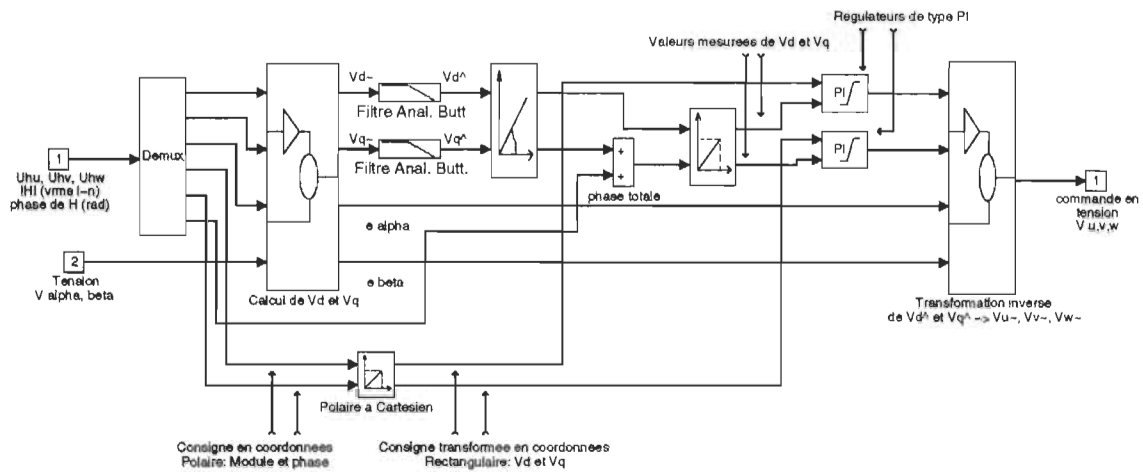 Regulateurs de type PI
Valeurs mesurees de Vd et Vq
Vd~
Vd^
Filtre Anal. Butt
Vq~
Vq^
Filtre Anal. Butt.
PI
PI
Demux
1
Uhu, Uhv, Uhw
IHI (vrms l-n)
phase de H (rad)
+
+
phase totale
1
commande en
tension
V u,v,w
2
Tension
V alpha, beta
e alpha
e beta
Calcul de Vd et Vq
Transformation inverse
de Vd^ et Vq^ -> Vu~, Vv~, Vw~
Polaire a Cartesien
Consigne en coordonnees
Polaire: Module et phase
Consigne transformee en coordonnees
Rectangulaire: Vd et Vq